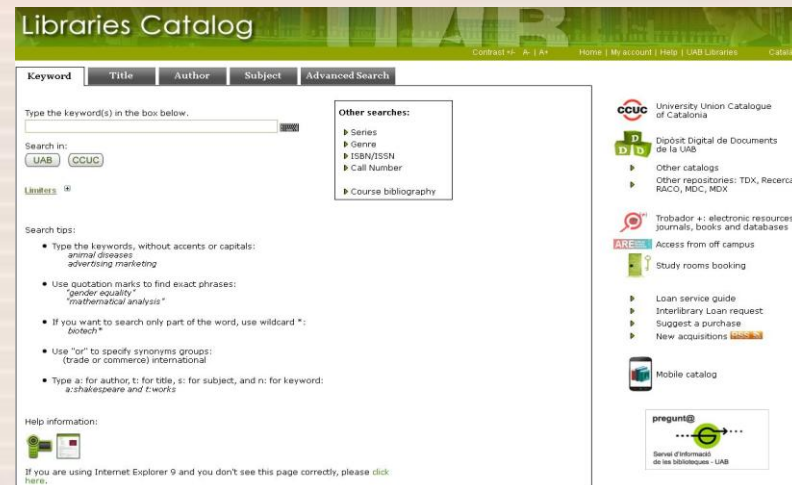 Libraries Catalog
Contrast +/- A- | A+ Home | My account | Help | UAB Libraries
Keyword Title Author Subject Advanced Search
Type the keyword(s) in the box below.
Search in:
UAB CCUC
Limiters
Other searches:
Series
Genre
ISBN/ISSN
Call Number
Course bibliography
Search tips:
Type the keywords, without accents or capitals:
animal diseases
advertising marketing
Use quotation marks to find exact phrases:
"gender equality"
"mathematical analysis"
If you want to search only part of the word, use wildcard *:
biotech*
Use "or" to specify synonyms groups:
(trade or commerce) international
Type a: for author, t: for title, s: for subject, and n: for keyword:
a:shakespeare and t:works
Help information:
If you are using Internet Explorer 9 and you don't see this page correctly, please click
here.
CCUC University Union Catalogue
of Catalonia
D D D Dipòsit Digital de Documents
de la UAB
Other catalogs
Other repositories: TDX, Recerca
RACO, MDC, MDX
Trobador +: electronic resources
journals, books and databases
Access from off campus
Study rooms booking
Loan service guide
Interlibrary Loan request
Suggest a purchase
New acquisitions
Mobile catalog
pregunt@
Servei d'Informació
de les biblioteques - UAB